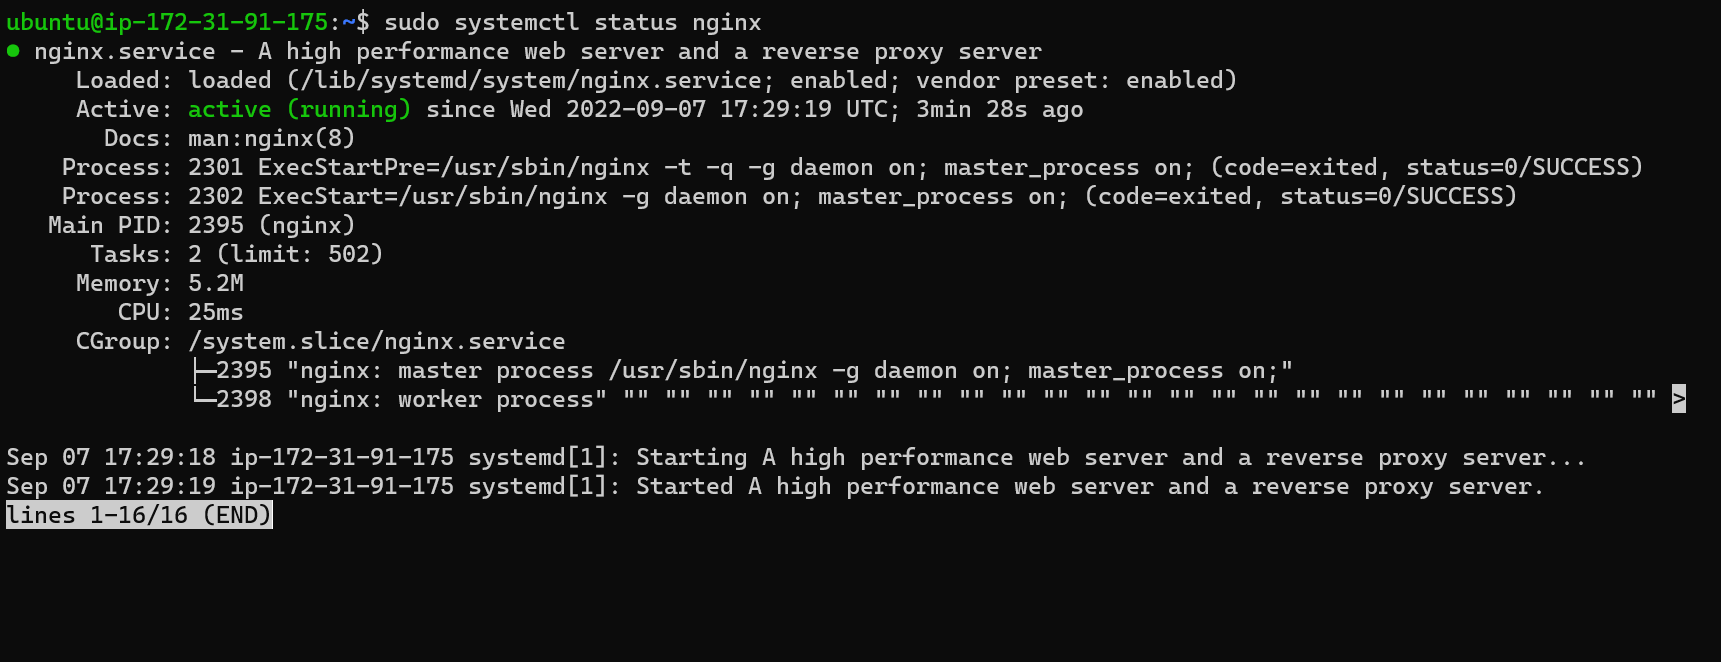 ubuntu@ip-172-31-91-175:~$ sudo systemctl status nginx
● nginx.service - A high performance web server and a reverse proxy server
     Loaded: loaded (/lib/systemd/system/nginx.service; enabled; vendor preset: enabled)
     Active: active (running) since Wed 2022-09-07 17:29:19 UTC; 3min 28s ago
       Docs: man:nginx(8)
    Process: 2301 ExecStartPre=/usr/sbin/nginx -t -q -g daemon on; master_process on; (code=exited, status=0/SUCCESS)
    Process: 2302 ExecStart=/usr/sbin/nginx -g daemon on; master_process on; (code=exited, status=0/SUCCESS)
   Main PID: 2395 (nginx)
      Tasks: 2 (limit: 502)
     Memory: 5.2M
        CPU: 25ms
     CGroup: /system.slice/nginx.service
             ├─2395 "nginx: master process /usr/sbin/nginx -g daemon on; master_process on;"
             └─2398 "nginx: worker process" "" "" "" "" "" "" "" "" "" "" "" "" "" "" "" "" "" "" "" "" "" "" "" "" "" >

Sep 07 17:29:18 ip-172-31-91-175 systemd[1]: Starting A high performance web server and a reverse proxy server...
Sep 07 17:29:19 ip-172-31-91-175 systemd[1]: Started A high performance web server and a reverse proxy server.
lines 1-16/16 (END)